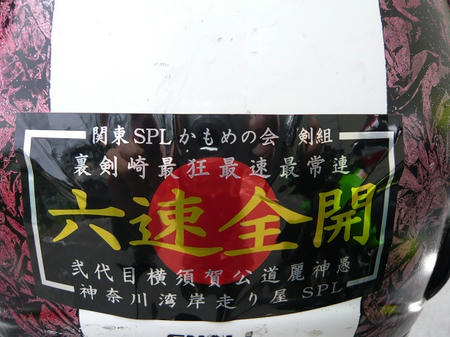 関東SPLかもめの会 剣組
裏剣崎最狂最速最常連
六速全開
弐代目横須賀公道麗神愚
神奈川湾岸走り屋SPL